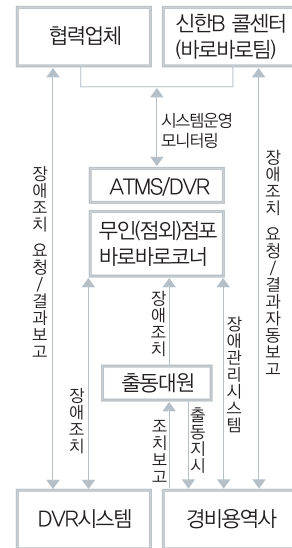 협력업체
신한B 콜센터
(바로바로팀)
시스템운영
모니터링
ATMS/DVR
무인(점외)점포
바로바로코너
장애조치 요청/결과보고
장애조치 요청/결과자동보고
장애조치
장애조치
장애관리시스템
출동대원
조치보고
출동지시
DVR시스템
경비용역사